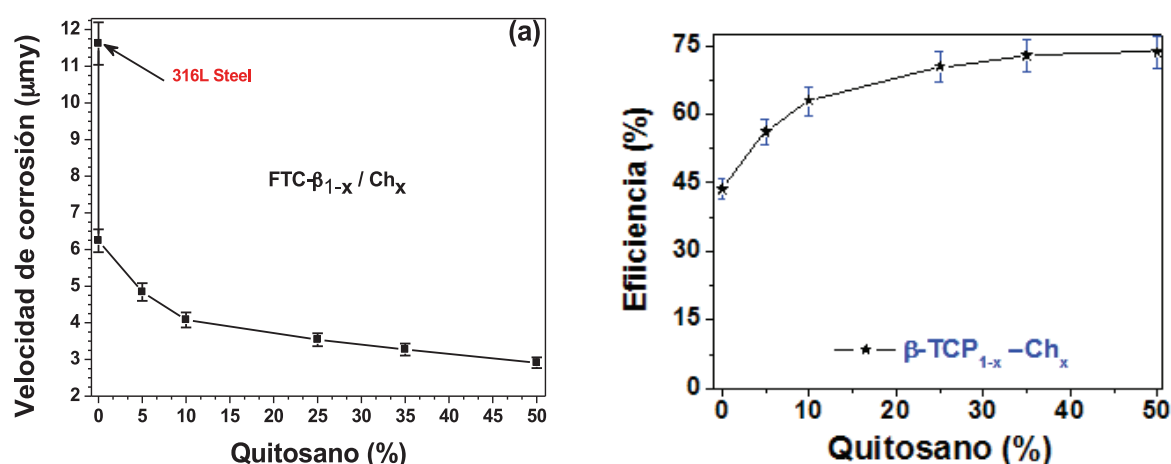 (a)
316L Steel
FTC-β1-x / Chx
Velocidad de corrosión (µmy)
12
11
10
9
8
7
6
5
4
3
2
0 5 10 15 20 25 30 35 40 45 50
Quitosano (%)
Efiiciencia (%)
75
60
45
30
15
0
β-TCP1-x –Chx
0 10 20 30 40 50
Quitosano (%)